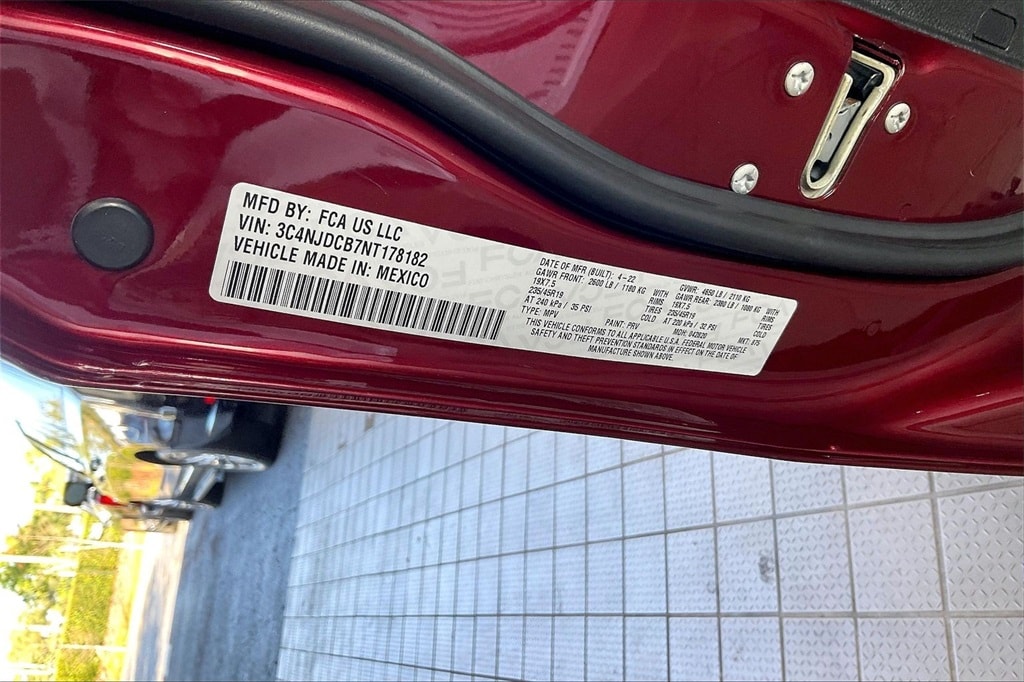 MFD BY: FCA US LLC
VIN: 3C4NJDCB7NT178182
VEHICLE MADE IN: MEXICO
DATE OF MFR (BUILT): 4-22 GVWR: 4650 LB / 2110 KG
GAWR FRONT: 2600 LB / 1180 KG WITH GAWR REAR: 2380 LB / 1080 KG WITH
19X7.5 RIMS 19X7.5 RIMS
235/45R19 TIRES 235/45R19 TIRES
AT 240 kPa / 35 PSI COLD AT 220 kPa / 32 PSI COLD
TYPE: MPV PAINT: PRV MDH: MKT:
THIS VEHICLE CONFORMS TO ALL APPLICABLE U.S.A. FEDERAL MOTOR VEHICLE
SAFETY AND THEFT PREVENTION STANDARDS IN EFFECT ON THE DATE OF
MANUFACTURE SHOWN ABOVE.